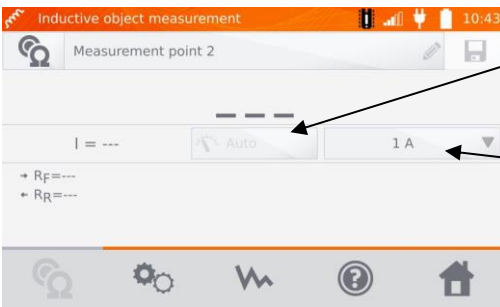 Inductive object measurement 10:43
Measurement point 2
---
I = --- Auto 1 A
→ RF=---
← RR=---